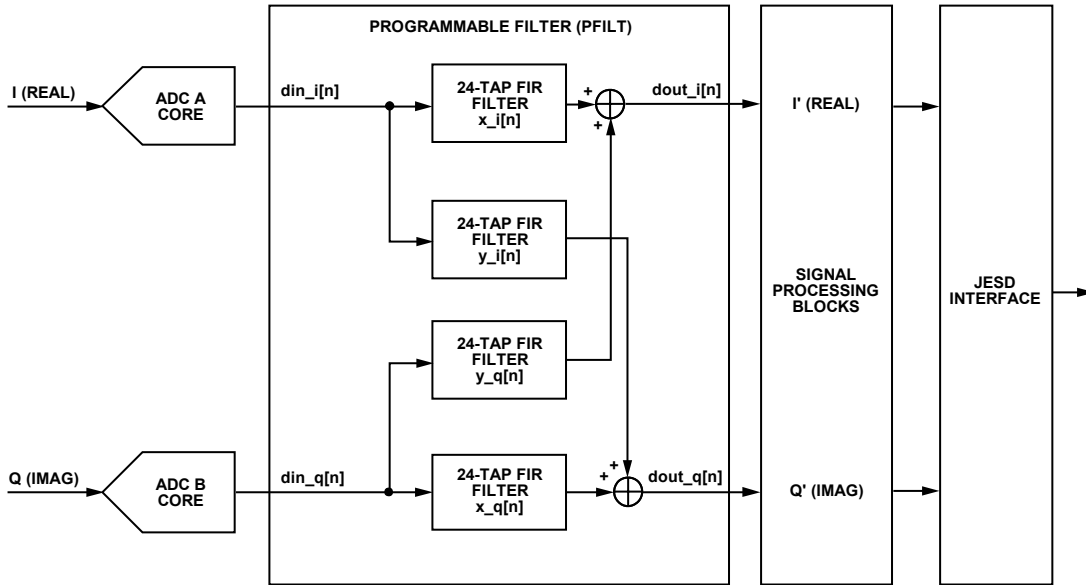 PROGRAMMABLE FILTER (PFILT)
I (REAL)
ADC A
CORE
din_i[n]
24-TAP FIR
FILTER
x_i[n]
+
+
dout_i[n]
I' (REAL)
24-TAP FIR
FILTER
y_i[n]
SIGNAL
PROCESSING
BLOCKS
JESD
INTERFACE
24-TAP FIR
FILTER
y_q[n]
Q (IMAG)
ADC B
CORE
din_q[n]
24-TAP FIR
FILTER
x_q[n]
+
+
dout_q[n]
Q' (IMAG)